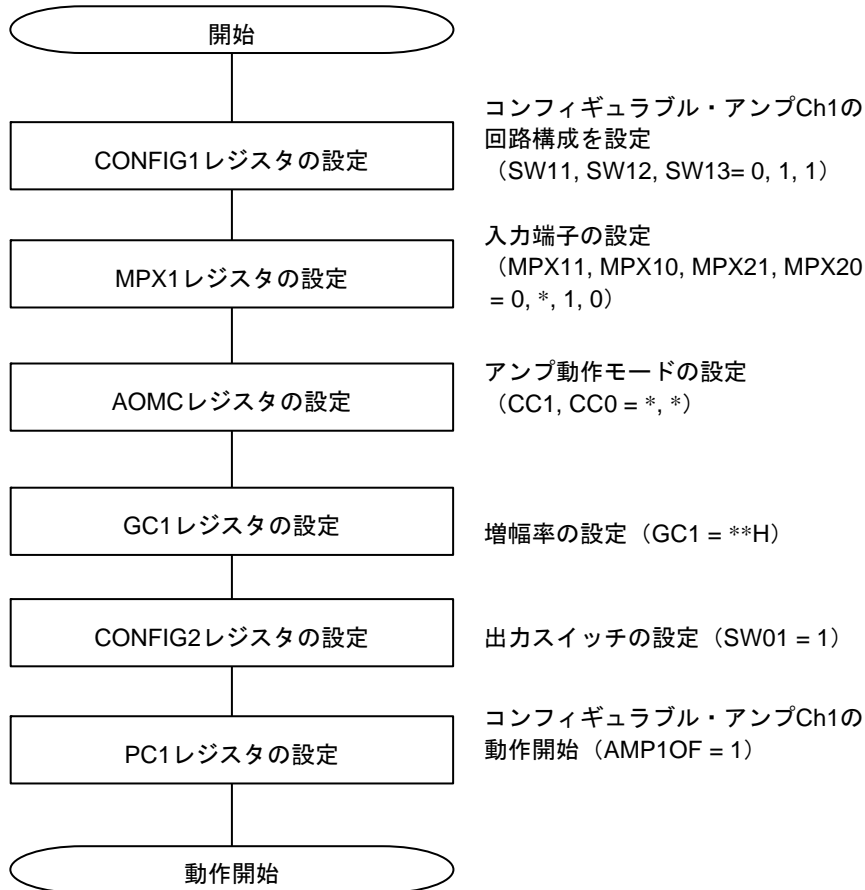 開始
CONFIG1レジスタの設定
コンフィギュラブル・アンプCh1の
回路構成を設定
（SW11, SW12, SW13= 0, 1, 1）
MPX1レジスタの設定
入力端子の設定
（MPX11, MPX10, MPX21, MPX20
= 0, *, 1, 0）
AOMCレジスタの設定
アンプ動作モードの設定
（CC1, CC0 = *, *）
GC1レジスタの設定
増幅率の設定（GC1 = **H）
CONFIG2レジスタの設定
出力スイッチの設定（SW01 = 1）
PC1レジスタの設定
コンフィギュラブル・アンプCh1の
動作開始（AMP1OF = 1）
動作開始